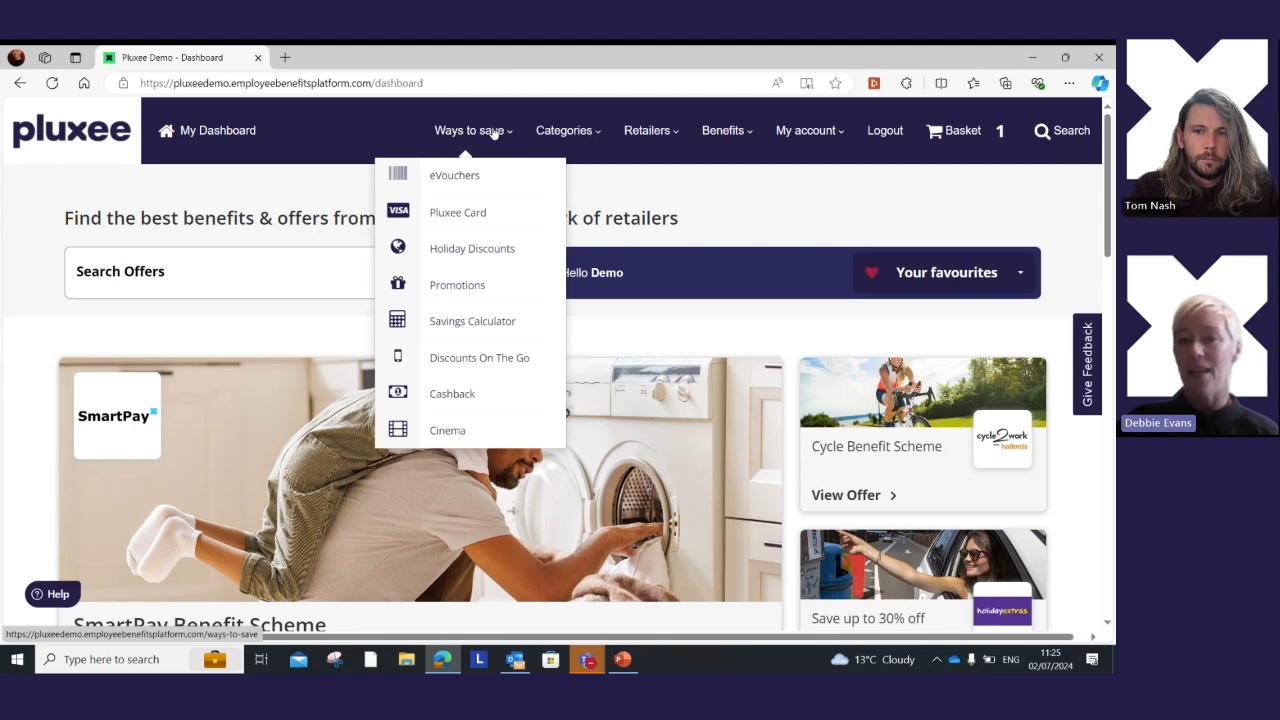 Pluxee Demo - Dashboard
https://pluxeedemo.employeebenefitsplatform.com/dashboard
pluxee
My Dashboard
Ways to save
Categories
Retailers
Benefits
My account
Logout
Basket 1
Search
eVouchers
VISA
Pluxee Card
Holiday Discounts
Promotions
Savings Calculator
Discounts On The Go
Cashback
Cinema
Find the best benefits & offers from
k of retailers
Search Offers
Hello Demo
Your favourites
Give Feedback
SmartPay
SmartPay Benefit Scheme
cycle2work
halfords
Cycle Benefit Scheme
View Offer >
holidayextras
Save up to 30% off
Help
https://pluxeedemo.employeebenefitsplatform.com/ways-to-save
Type here to search
L
13°C Cloudy
ENG
11:25
02/07/2024
Tom Nash
Debbie Evans